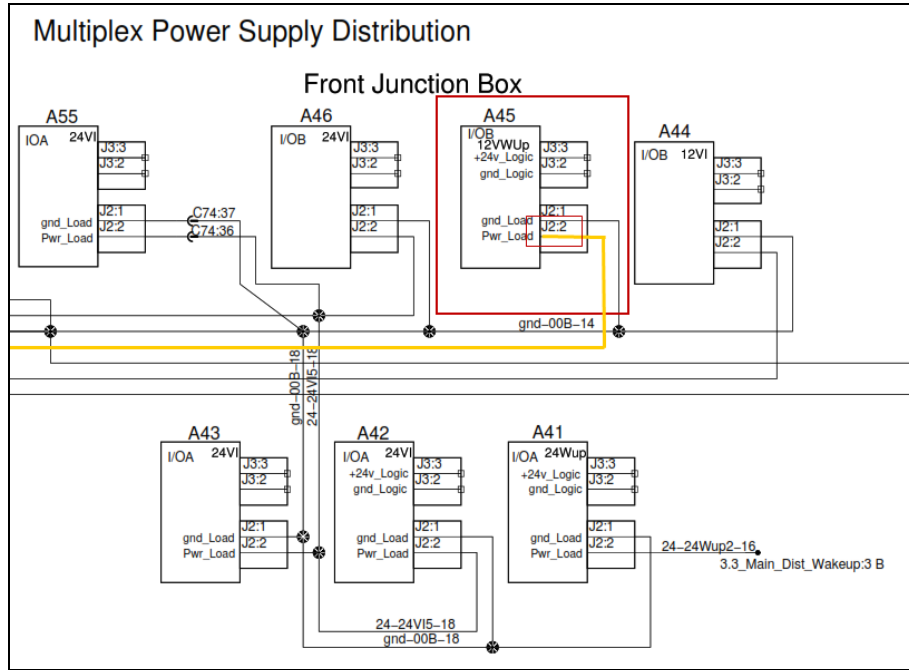 Multiplex Power Supply Distribution
Front Junction Box
A55
IOA 24VI
J3:3
J3:2
gnd_Load J2:1
Pwr_Load J2:2
C74:37
C74:36
A46
I/OB 24VI
J3:3
J3:2
J2:1
J2:2
A45
I/OB
12VWUp
+24v_Logic J3:3
gnd_Logic J3:2
gnd_Load J2:1
Pwr_Load J2:2
A44
I/OB 12VI
J3:3
J3:2
J2:1
J2:2
gnd-00B-14
gnd-00B-18
24-24VI5-18
A43
I/OA 24VI
J3:3
J3:2
gnd_Load J2:1
Pwr_Load J2:2
A42
I/OA 24VI
+24v_Logic J3:3
gnd_Logic J3:2
gnd_Load J2:1
Pwr_Load J2:2
A41
I/OA 24Wup
+24v_Logic J3:3
gnd_Logic J3:2
gnd_Load J2:1
Pwr_Load J2:2
24-24Wup2-16
3.3_Main_Dist_Wakeup:3 B
24-24VI5-18
gnd-00B-18